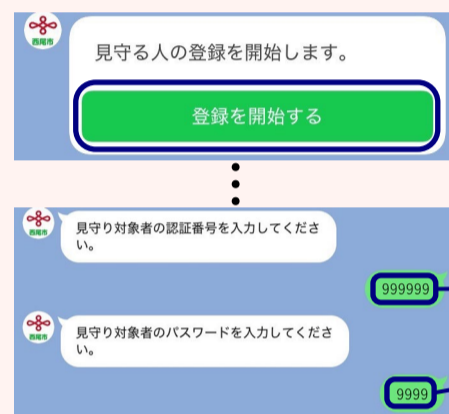 西尾市
見守る人の登録を開始します。
登録を開始する
西尾市
見守り対象者の認証番号を入力してくださ
い。
999999
西尾市
見守り対象者のパスワードを入力してくださ
い。
9999